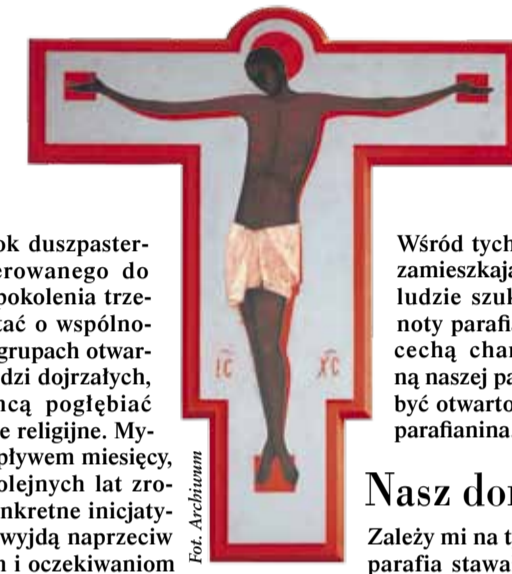 ok duszpaster-
erowanego do
pokolenia trze-
tać o wspólno-
grupach otwar-
dzi dojrzałych,
ncą pogłębiać
e religijne. My-
pływem miesięcy,
olejnych lat zro-
nkretne inicjaty-
wyjdą naprzeciw
n i oczekiwaniom
Fot. Archiwum
IC
XC
Wśród tych
zamieszkaj
ludzie szuk
noty parafi
cechą char
ną naszej pa
być otwarto
parafianina.
Nasz do
Zależy mi na t
parafia stawa